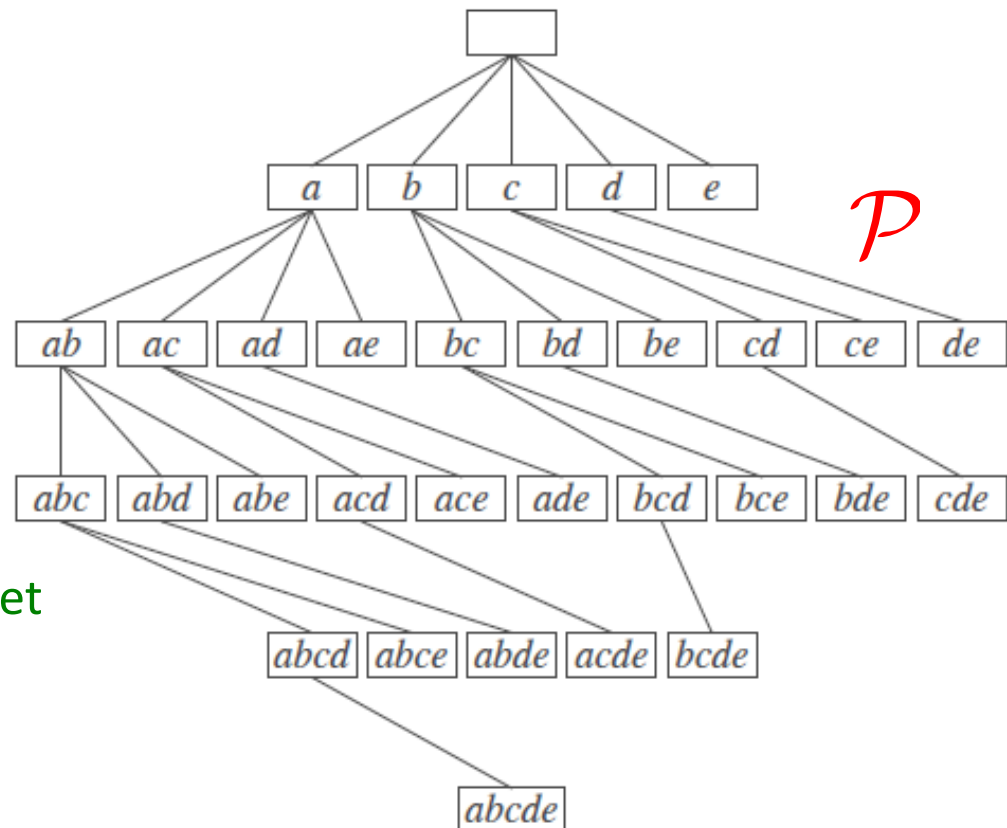 a b c d e
𝒫
ab ac ad ae bc bd be cd ce de
abc abd abe acd ace ade bcd bce bde cde
et
abcd abce abde acde bcde
abcde